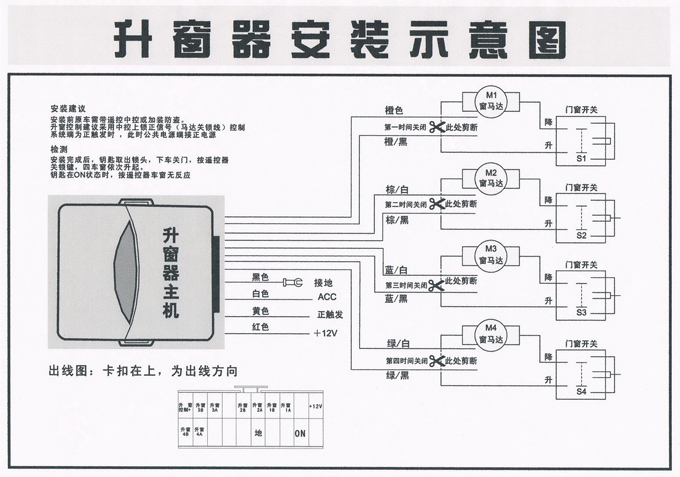 升窗器安装示意图
安装建议
安装前原车需带遥控中控或加装防盗。
升窗控制建议采用中控上锁正信号（马达关锁线）控制
系统端为正触发时，此时公共电源端接正电源
检测
安装完成后，钥匙取出锁头，下车关门，按遥控器
关锁键，四车窗依次升起。
钥匙在ON状态时，按遥控器车窗无反应
升窗器主机
橙色
第一时间关闭 此处剪断
橙/黑
M1
窗马达
门窗开关
降
升
S1
棕/白
第二时间关闭 此处剪断
棕/黑
M2
窗马达
门窗开关
降
升
S2
蓝/白
第三时间关闭 此处剪断
蓝/黑
M3
窗马达
门窗开关
降
升
S3
绿/白
第四时间关闭 此处剪断
绿/黑
M4
窗马达
门窗开关
降
升
S4
黑色 接地
白色 ACC
黄色 正触发
红色 +12V
出线图：卡扣在上，为出线方向
升窗控制+ 升窗3B 升窗3A 升窗2B 升窗2A 升窗1B 升窗1A +12V
升窗4B 升窗4A 地 ON